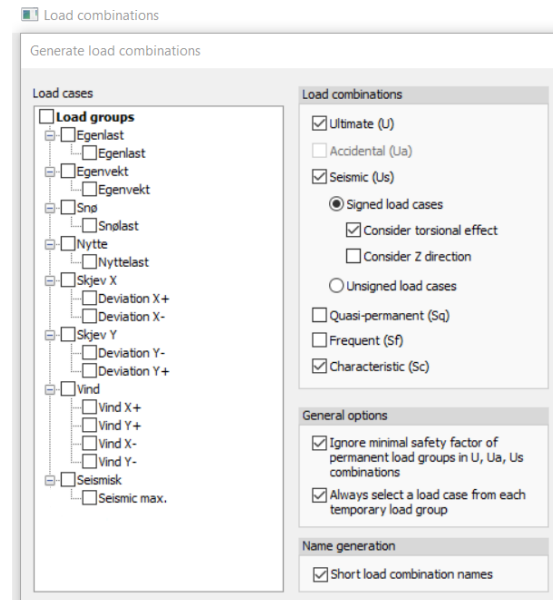 Load combinations
Generate load combinations
Load cases
Load groups
Egenlast
Egenlast
Egenvekt
Egenvekt
Snø
Snølast
Nytte
Nyttelast
Skjev X
Deviation X+
Deviation X-
Skjev Y
Deviation Y-
Deviation Y+
Vind
Vind X+
Vind Y+
Vind X-
Vind Y-
Seismisk
Seismic max.
Load combinations
Ultimate (U)
Accidental (Ua)
Seismic (Us)
Signed load cases
Consider torsional effect
Consider Z direction
Unsigned load cases
Quasi-permanent (Sq)
Frequent (Sf)
Characteristic (Sc)
General options
Ignore minimal safety factor of
permanent load groups in U, Ua, Us
combinations
Always select a load case from each
temporary load group
Name generation
Short load combination names